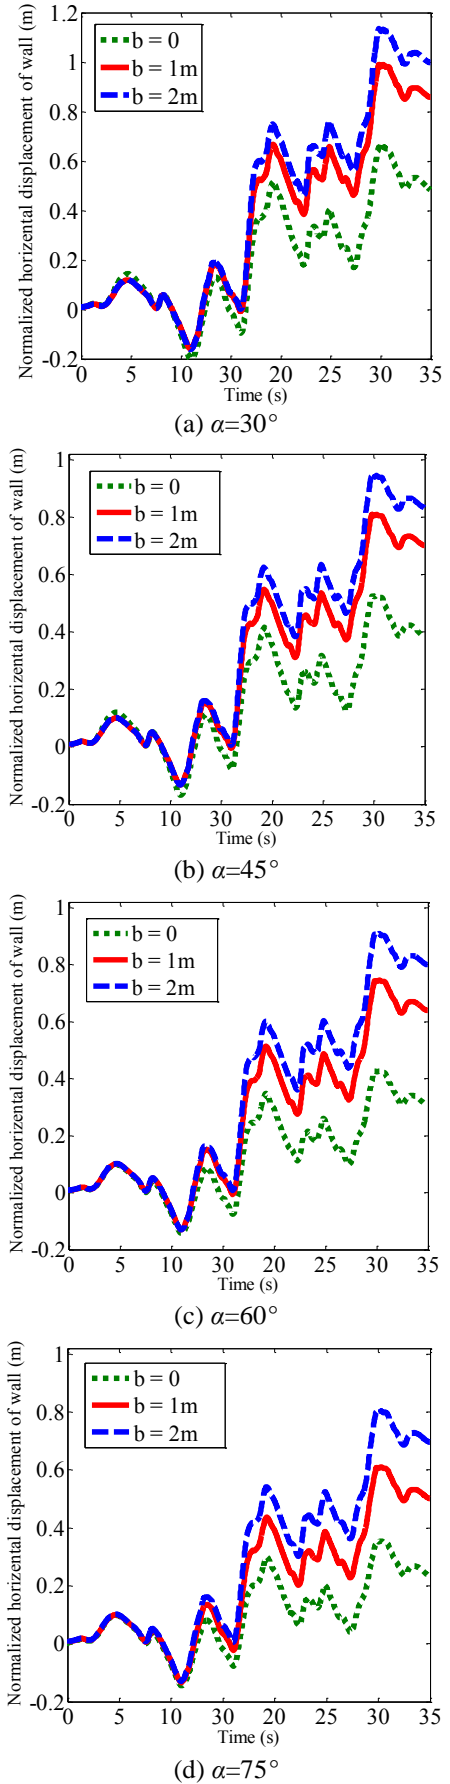 Normalized horizental displacement of wall (m)
1.2
1
0.8
0.6
0.4
0.2
0
-0.2
b = 0
b = 1m
b = 2m
0 5 10 30 20 25 30 35
Time (s)
(a) α=30°
Normalized horizental displacement of wall (m)
1
0.8
0.6
0.4
0.2
0
-0.2
b = 0
b = 1m
b = 2m
0 5 10 30 20 25 30 35
Time (s)
(b) α=45°
Normalized horizental displacement of wall (m)
1
0.8
0.6
0.4
0.2
0
-0.2
b = 0
b = 1m
b = 2m
0 5 10 30 20 25 30 35
Time (s)
(c) α=60°
Normalized horizental displacement of wall (m)
1
0.8
0.6
0.4
0.2
0
-0.2
b = 0
b = 1m
b = 2m
0 5 10 30 20 25 30 35
Time (s)
(d) α=75°